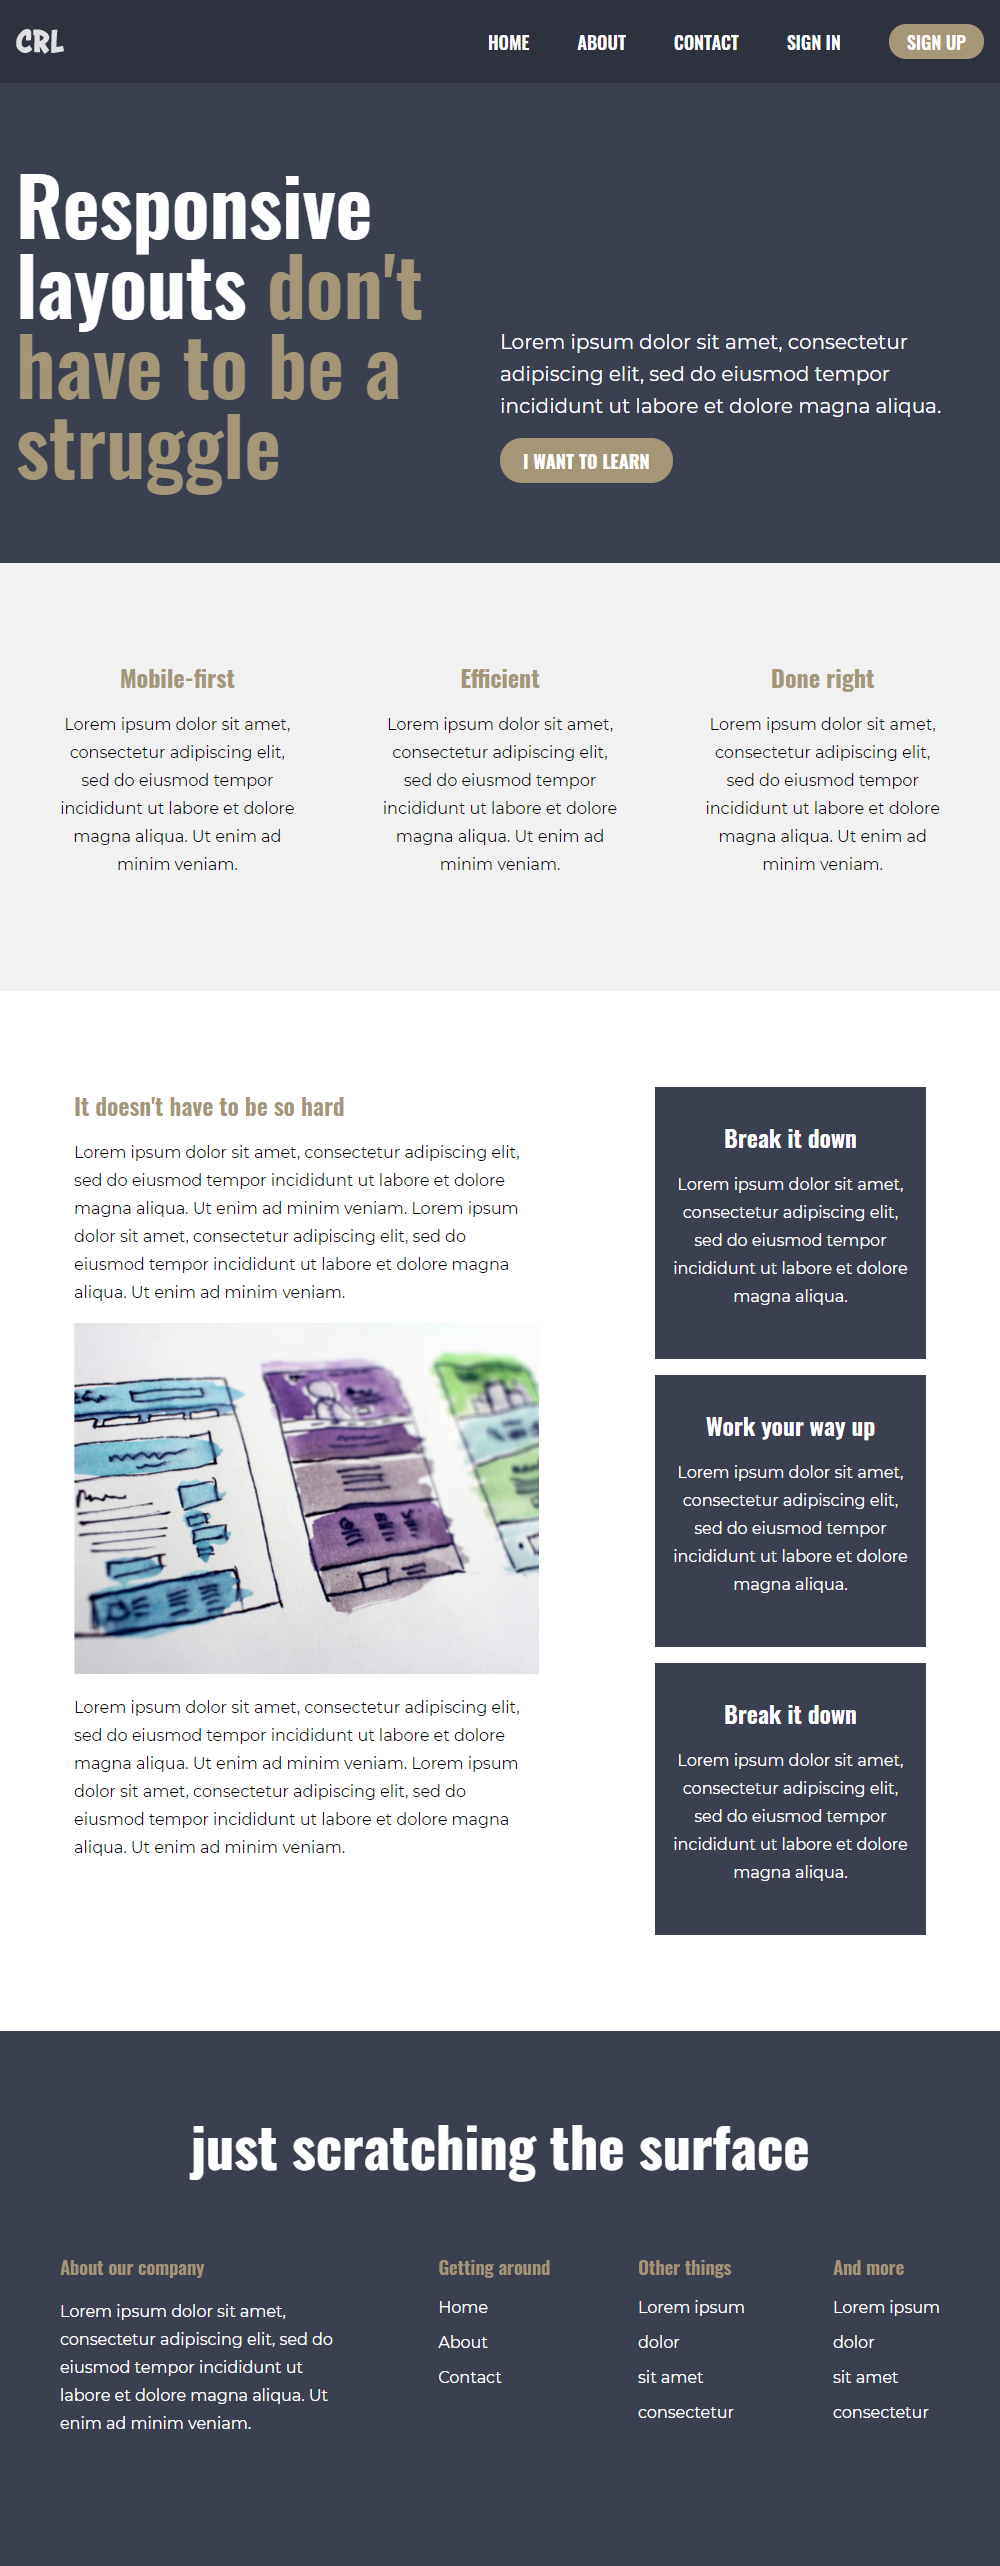 CRL
HOME
ABOUT
CONTACT
SIGN IN
SIGN UP
Responsive
layouts don't
have to be a
struggle
Lorem ipsum dolor sit amet, consectetur
adipiscing elit, sed do eiusmod tempor
incididunt ut labore et dolore magna aliqua.
I WANT TO LEARN
Mobile-first
Lorem ipsum dolor sit amet,
consectetur adipiscing elit,
sed do eiusmod tempor
incididunt ut labore et dolore
magna aliqua. Ut enim ad
minim veniam.
Efficient
Lorem ipsum dolor sit amet,
consectetur adipiscing elit,
sed do eiusmod tempor
incididunt ut labore et dolore
magna aliqua. Ut enim ad
minim veniam.
Done right
Lorem ipsum dolor sit amet,
consectetur adipiscing elit,
sed do eiusmod tempor
incididunt ut labore et dolore
magna aliqua. Ut enim ad
minim veniam.
It doesn't have to be so hard
Lorem ipsum dolor sit amet, consectetur adipiscing elit,
sed do eiusmod tempor incididunt ut labore et dolore
magna aliqua. Ut enim ad minim veniam. Lorem ipsum
dolor sit amet, consectetur adipiscing elit, sed do
eiusmod tempor incididunt ut labore et dolore magna
aliqua. Ut enim ad minim veniam.
Lorem ipsum dolor sit amet, consectetur adipiscing elit,
sed do eiusmod tempor incididunt ut labore et dolore
magna aliqua. Ut enim ad minim veniam. Lorem ipsum
dolor sit amet, consectetur adipiscing elit, sed do
eiusmod tempor incididunt ut labore et dolore magna
aliqua. Ut enim ad minim veniam.
Break it down
Lorem ipsum dolor sit amet,
consectetur adipiscing elit,
sed do eiusmod tempor
incididunt ut labore et dolore
magna aliqua.
Work your way up
Lorem ipsum dolor sit amet,
consectetur adipiscing elit,
sed do eiusmod tempor
incididunt ut labore et dolore
magna aliqua.
Break it down
Lorem ipsum dolor sit amet,
consectetur adipiscing elit,
sed do eiusmod tempor
incididunt ut labore et dolore
magna aliqua.
just scratching the surface
About our company
Lorem ipsum dolor sit amet,
consectetur adipiscing elit, sed do
eiusmod tempor incididunt ut
labore et dolore magna aliqua. Ut
enim ad minim veniam.
Getting around
Home
About
Contact
Other things
Lorem ipsum
dolor
sit amet
consectetur
And more
Lorem ipsum
dolor
sit amet
consectetur